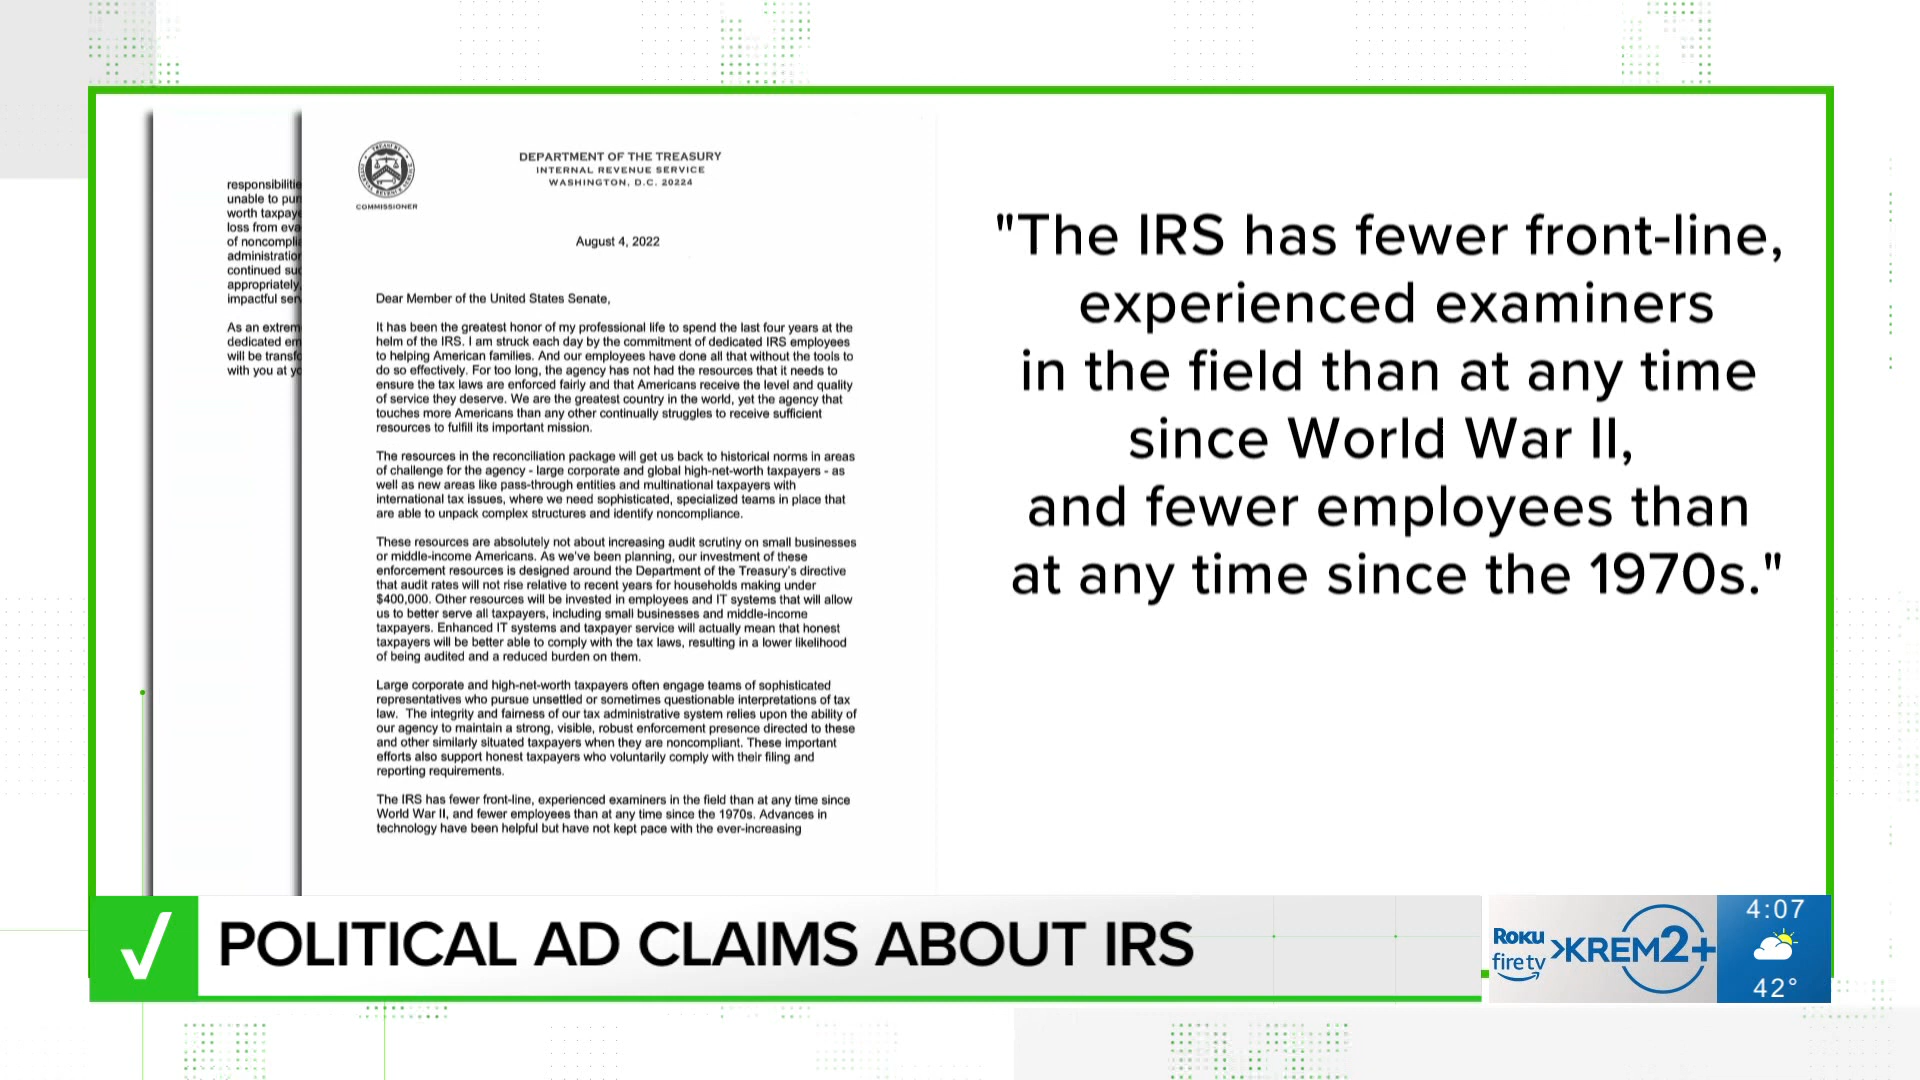 responsibilitie
unable to pur
worth taxpaye
loss from eva
of noncomplia
administration
continued suc
appropriately,
impactful serv
As an extrem
dedicated em
will be transfo
with you at yo
COMMISSIONER
DEPARTMENT OF THE TREASURY
INTERNAL REVENUE SERVICE
WASHINGTON, D.C. 20224
August 4, 2022
Dear Member of the United States Senate,
It has been the greatest honor of my professional life to spend the last four years at the
helm of the IRS. I am struck each day by the commitment of dedicated IRS employees
to helping American families. And our employees have done all that without the tools to
do so effectively. For too long, the agency has not had the resources that it needs to
ensure the tax laws are enforced fairly and that Americans receive the level and quality
of service they deserve. We are the greatest country in the world, yet the agency that
touches more Americans than any other continually struggles to receive sufficient
resources to fulfill its important mission.
The resources in the reconciliation package will get us back to historical norms in areas
of challenge for the agency - large corporate and global high-net-worth taxpayers - as
well as new areas like pass-through entities and multinational taxpayers with
international tax issues, where we need sophisticated, specialized teams in place that
are able to unpack complex structures and identify noncompliance.
These resources are absolutely not about increasing audit scrutiny on small businesses
or middle-income Americans. As we've been planning, our investment of these
enforcement resources is designed around the Department of the Treasury's directive
that audit rates will not rise relative to recent years for households making under
$400,000. Other resources will be invested in employees and IT systems that will allow
us to better serve all taxpayers, including small businesses and middle-income
taxpayers. Enhanced IT systems and taxpayer service will actually mean that honest
taxpayers will be better able to comply with the tax laws, resulting in a lower likelihood
of being audited and a reduced burden on them.
Large corporate and high-net-worth taxpayers often engage teams of sophisticated
representatives who pursue unsettled or sometimes questionable interpretations of tax
law.  The integrity and fairness of our tax administrative system relies upon the ability of
our agency to maintain a strong, visible, robust enforcement presence directed to these
and other similarly situated taxpayers when they are noncompliant. These important
efforts also support honest taxpayers who voluntarily comply with their filing and
reporting requirements.
The IRS has fewer front-line, experienced examiners in the field than at any time since
World War II, and fewer employees than at any time since the 1970s. Advances in
technology have been helpful but have not kept pace with the ever-increasing
"The IRS has fewer front-line,
experienced examiners
in the field than at any time
since World War II,
and fewer employees than
at any time since the 1970s."
POLITICAL AD CLAIMS ABOUT IRS
Roku
fire tv
KREM2+
4:07
42°